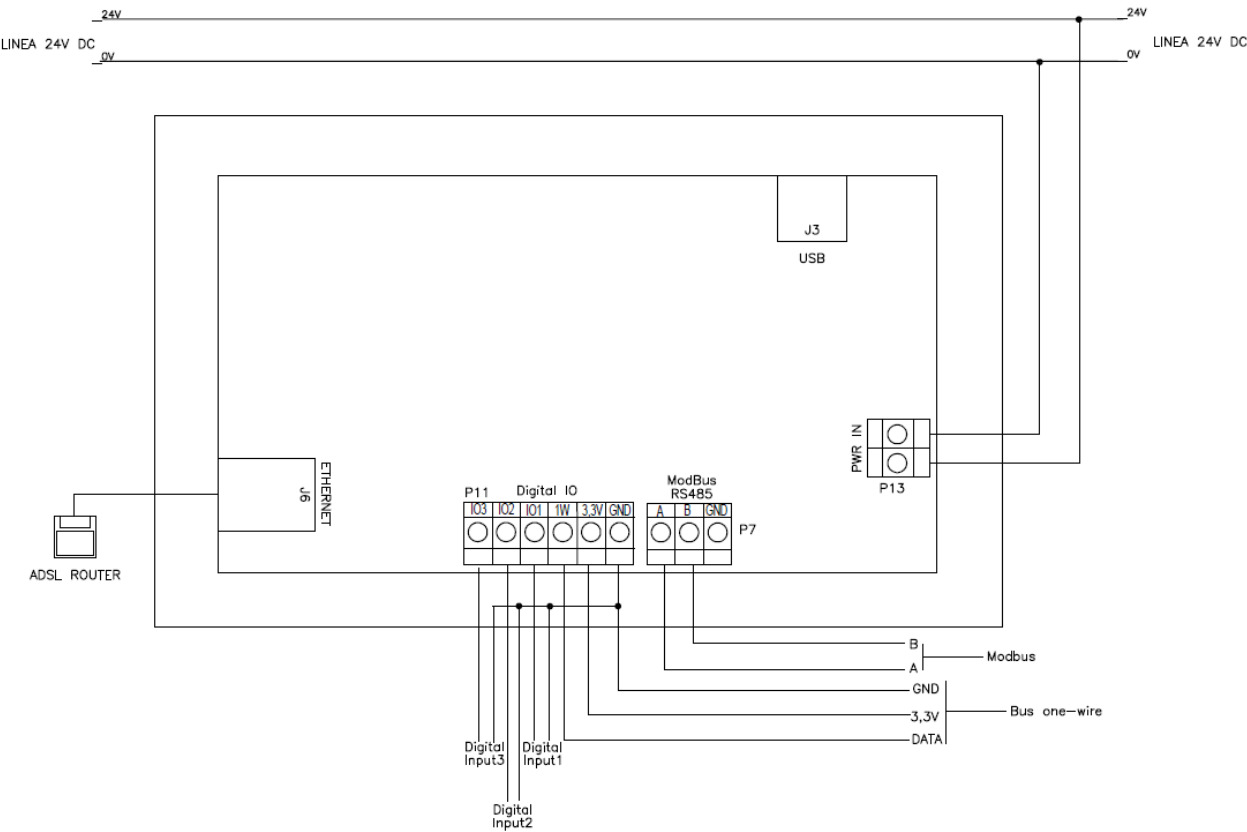 24V
24V
LINEA 24V DC
LINEA 24V DC
0V
0V
J3
USB
PWR IN
P13
ETHERNET
J6
ADSL ROUTER
P11
Digital IO
IO3 IO2 IO1 1W 3,3V GND
ModBus
RS485
A B GND
P7
B
A
Modbus
GND
3,3V
DATA
Bus one-wire
Digital
Input3
Digital
Input1
Digital
Input2